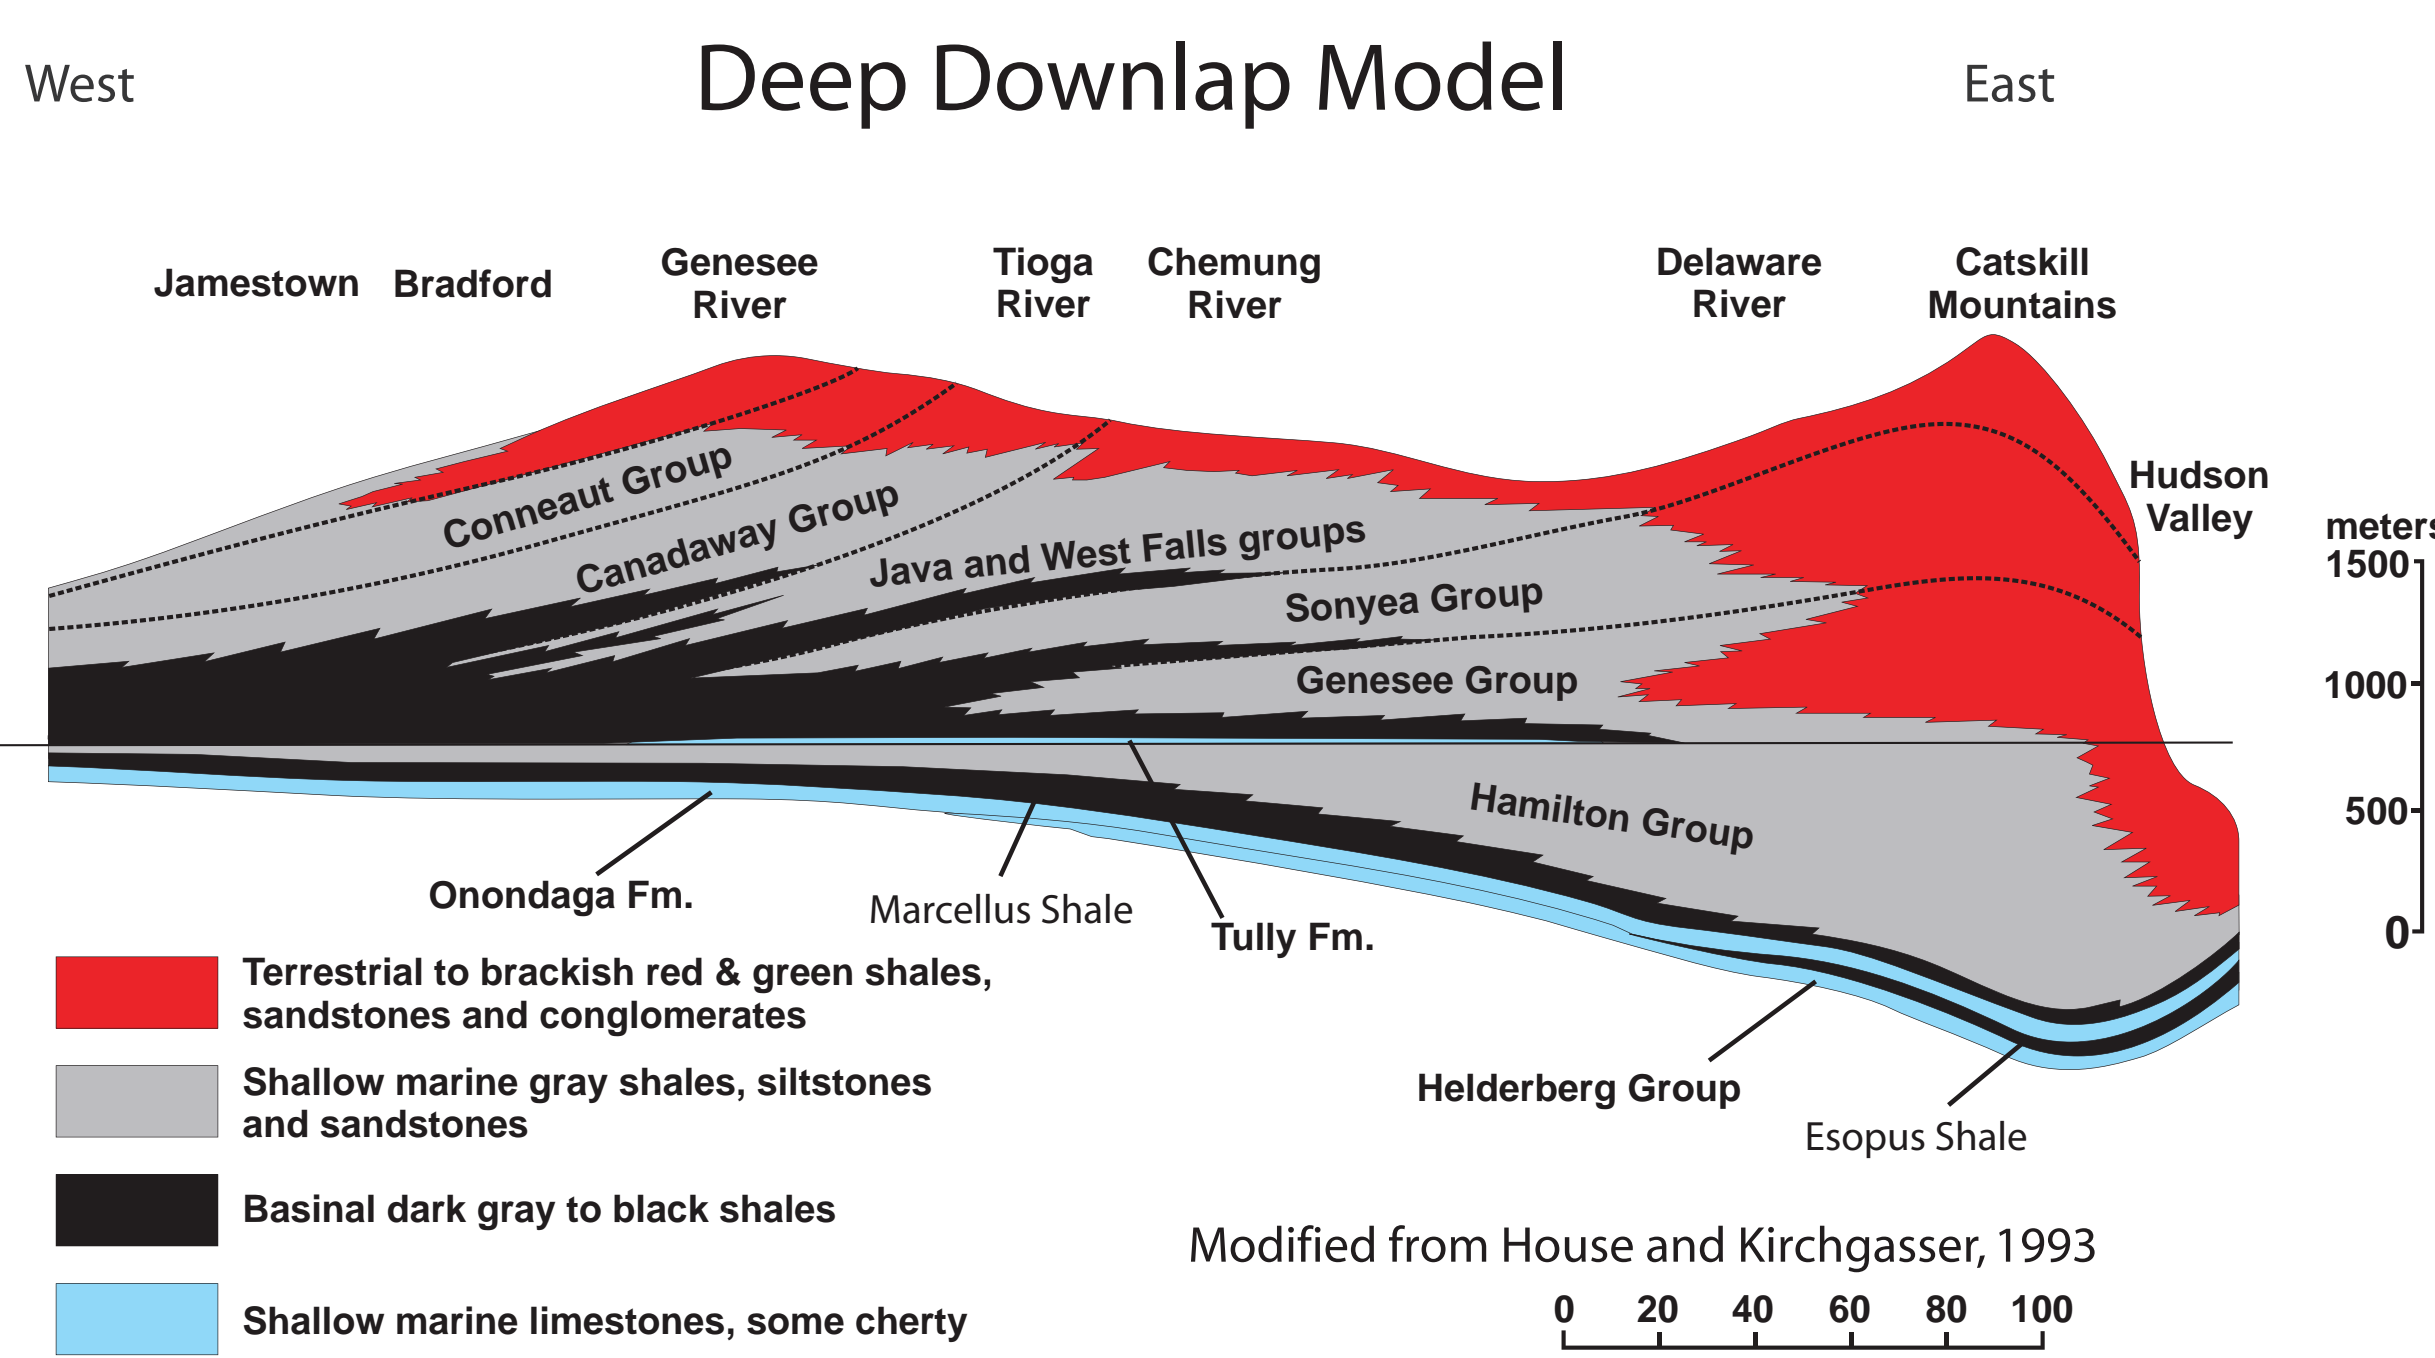 Deep Downlap Model
West
East
Jamestown
Bradford
Genesee
River
Tioga
River
Chemung
River
Delaware
River
Catskill
Mountains
Hudson
Valley
meters
1500
1000
500
0
Conneaut Group
Canadaway Group
Java and West Falls groups
Sonyea Group
Genesee Group
Hamilton Group
Onondaga Fm.
Marcellus Shale
Tully Fm.
Helderberg Group
Esopus Shale
Terrestrial to brackish red & green shales,
sandstones and conglomerates
Shallow marine gray shales, siltstones
and sandstones
Basinal dark gray to black shales
Shallow marine limestones, some cherty
Modified from House and Kirchgasser, 1993
0 20 40 60 80 100